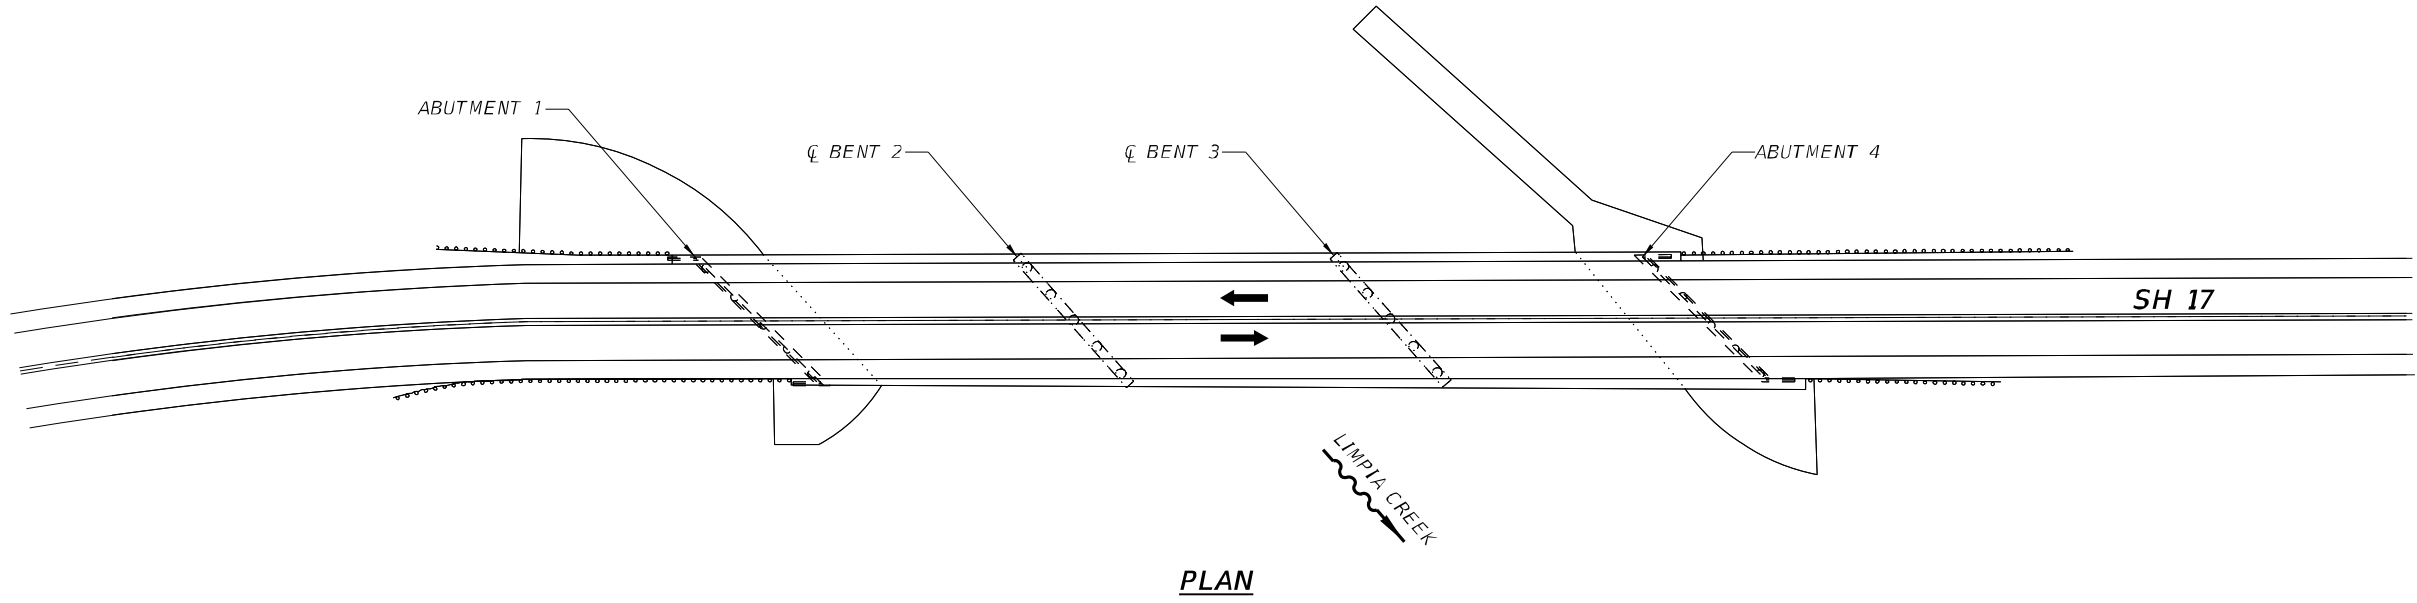 ABUTMENT 1
℄ BENT 2
℄ BENT 3
ABUTMENT 4
SH 17
LIMPIA CREEK
PLAN